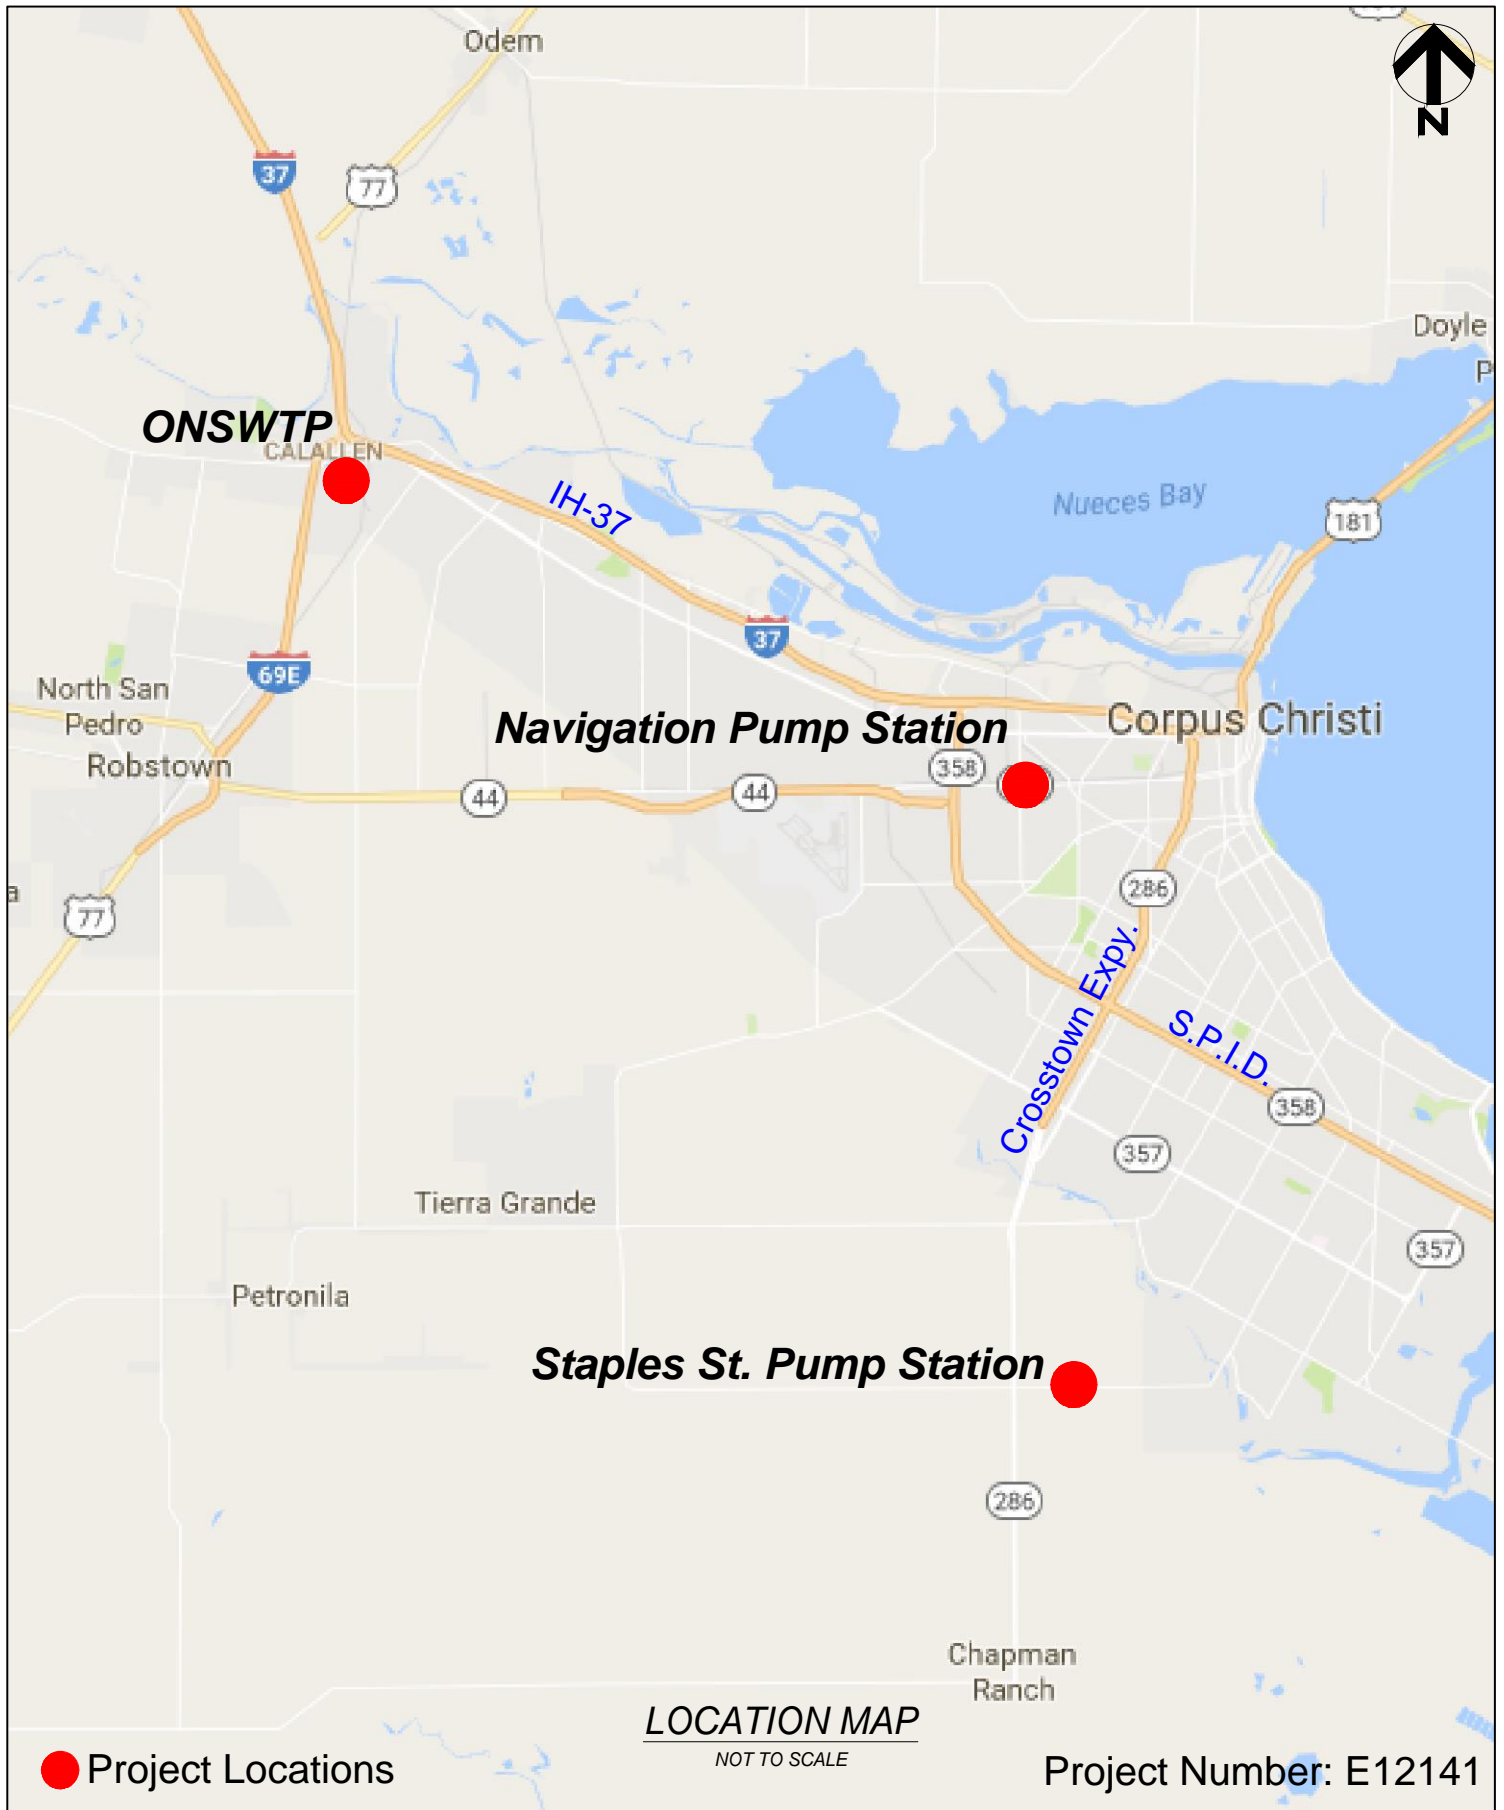 Odem
N
37
77
Doyle
P
ONSWTP
CALALLEN
IH-37
Nueces Bay
181
37
69E
North San
Pedro
Robstown
Navigation Pump Station
Corpus Christi
358
44
44
286
a
77
Crosstown Expy.
S.P.I.D.
358
357
Tierra Grande
357
Petronila
Staples St. Pump Station
286
Chapman
Ranch
LOCATION MAP
NOT TO SCALE
Project Locations
Project Number: E12141